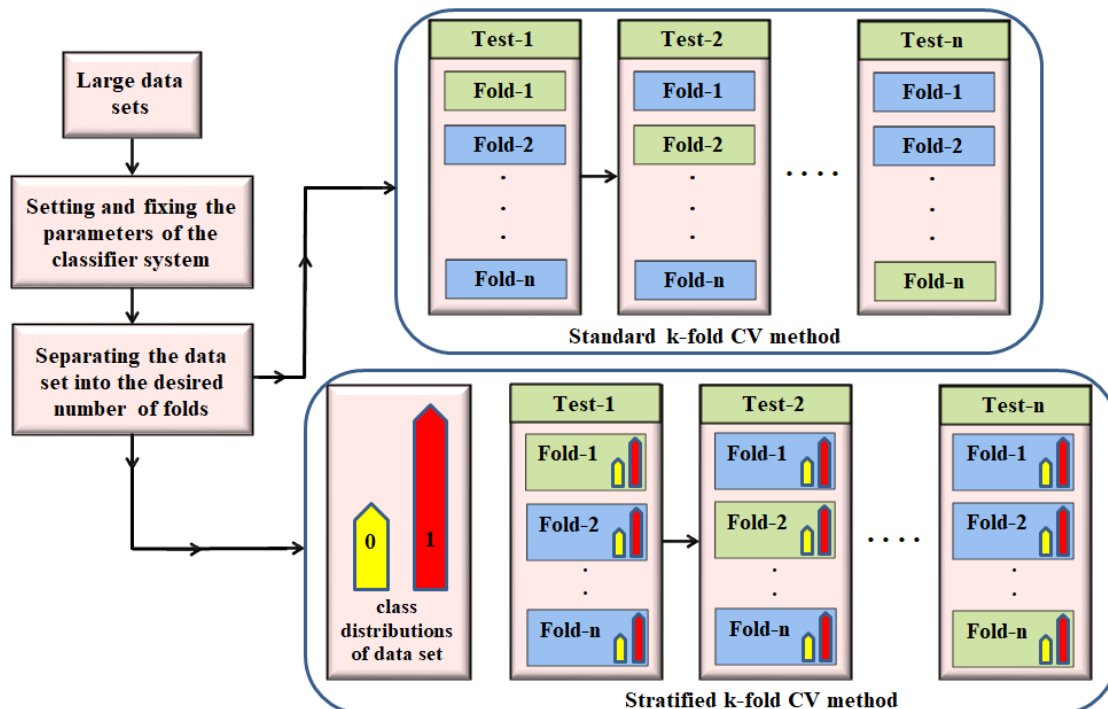 Large data
sets
Setting and fixing the
parameters of the
classifier system
Separating the data
set into the desired
number of folds
Test-1
Fold-1
Fold-2
Fold-n
Test-2
Fold-1
Fold-2
Fold-n
. . . .
Test-n
Fold-1
Fold-2
Fold-n
Standard k-fold CV method
0
1
class
distributions
of data set
Test-1
Fold-1
Fold-2
Fold-n
Test-2
Fold-1
Fold-2
Fold-n
. . . .
Test-n
Fold-1
Fold-2
Fold-n
Stratified k-fold CV method